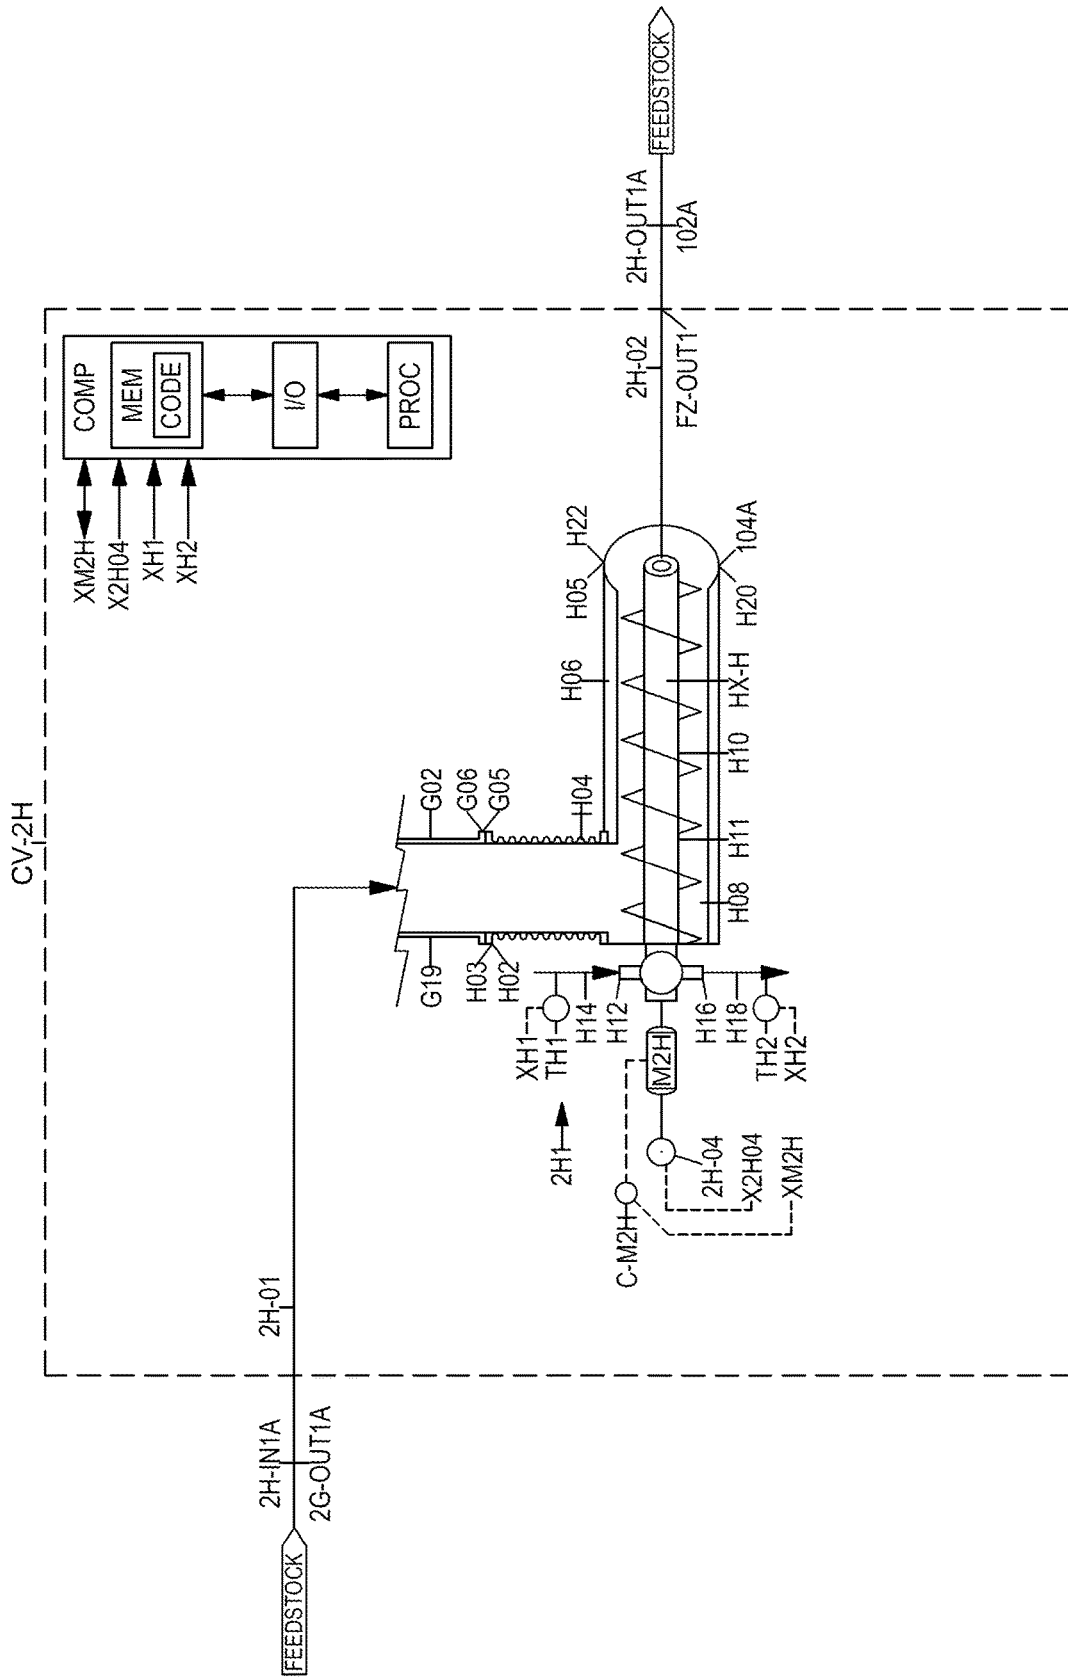 CV-2H
FEEDSTOCK
2H-IN1A
2G-OUT1A
2H-01
COMP
MEM
CODE
I/O
PROC
XM2H
X2H04
XH1
XH2
G19
G02
G06
G05
H03
H02
H04
XH1
TH1
H14
H12
2H1
C-M2H
M2H
2H-04
X2H04
XM2H
H16
H18
TH2
XH2
H06
H05
H22
H08
H11
H10
HX-H
H20
104A
2H-02
FZ-OUT1
2H-OUT1A
102A
FEEDSTOCK